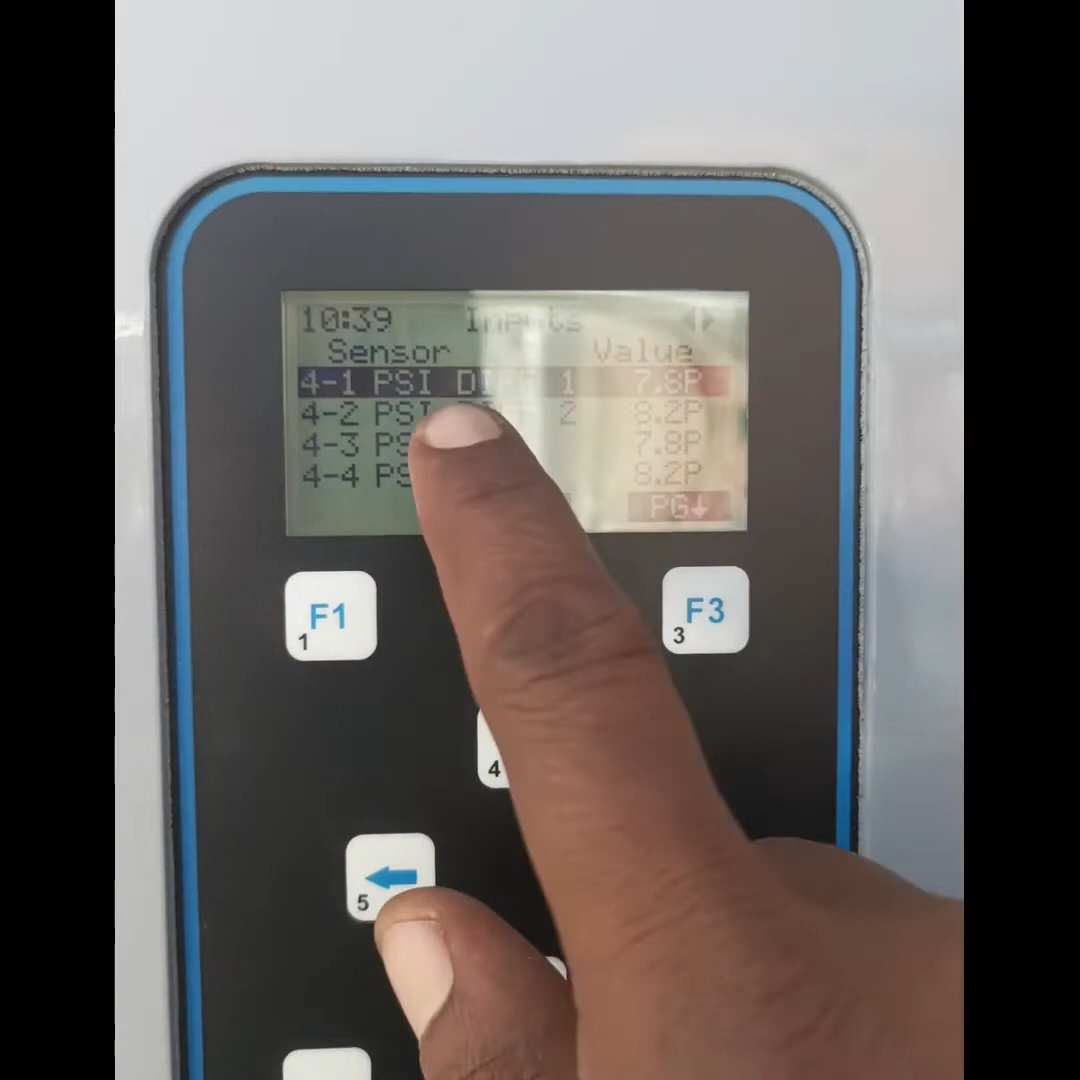 10:39 Inputs
Sensor Value
4-1 PSI 1 7.8P
4-2 PSI 2 8.2P
4-3 7.8P
4-4 8.2P
PG↓
F1
1
F3
3
4
5